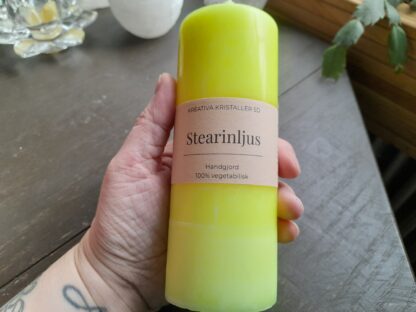 KREATIVA KRISTALLER SD
Stearinljus
Handgjord
100% vegetabilisk